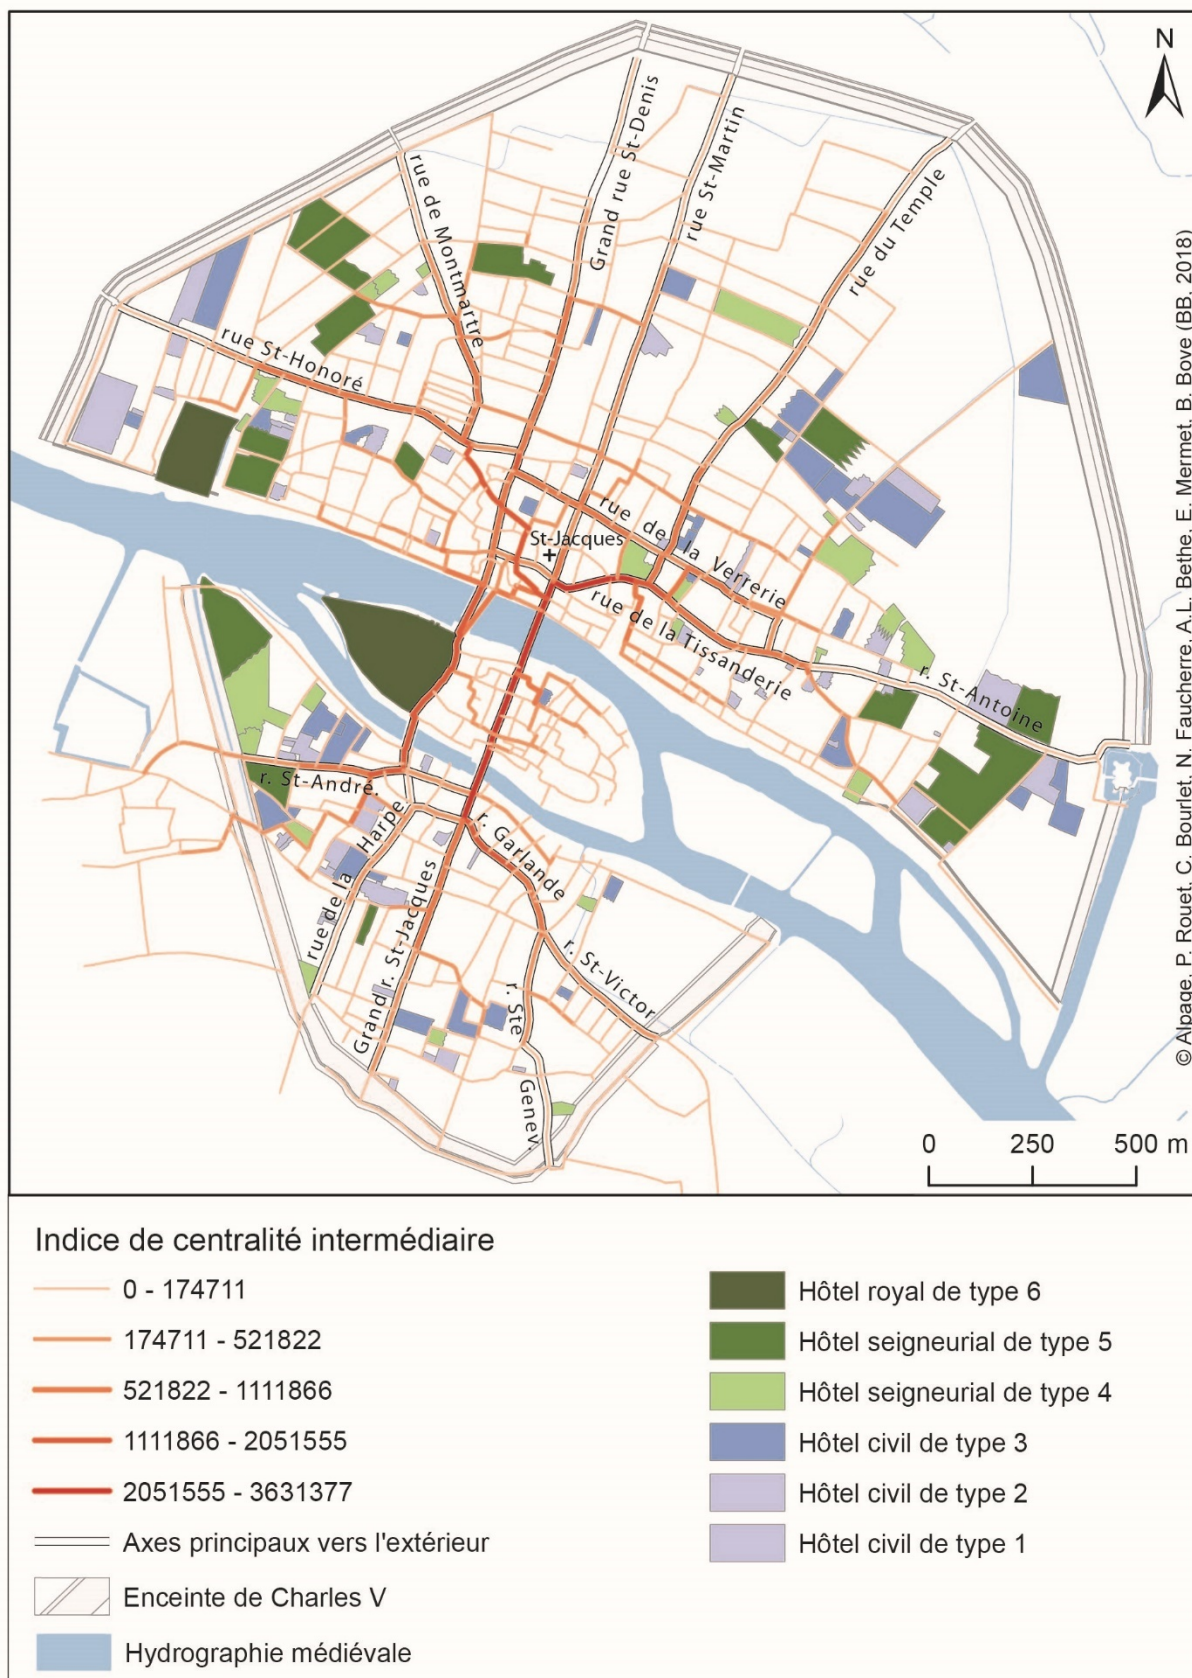 N
Grand rue St-Denis
rue St-Martin
rue de Montmartre
rue du Temple
rue St-Honoré
rue de la Verrerie
St-Jacques
rue de la Tissanderie
r. St-Antoine
r. St-André.
rue de la Harpe
r. Garlande
Grand r. St-Jacques
r. St-Victor
r. Ste Genev.
© Alpage, P. Rouet, C. Bourlet, N. Faucherre, A.L. Bethe, E. Mermet, B. Bove (BB. 2018)
0 250 500 m
Indice de centralité intermédiaire
0 - 174711
174711 - 521822
521822 - 1111866
1111866 - 2051555
2051555 - 3631377
Axes principaux vers l'extérieur
Enceinte de Charles V
Hydrographie médiévale
Hôtel royal de type 6
Hôtel seigneurial de type 5
Hôtel seigneurial de type 4
Hôtel civil de type 3
Hôtel civil de type 2
Hôtel civil de type 1